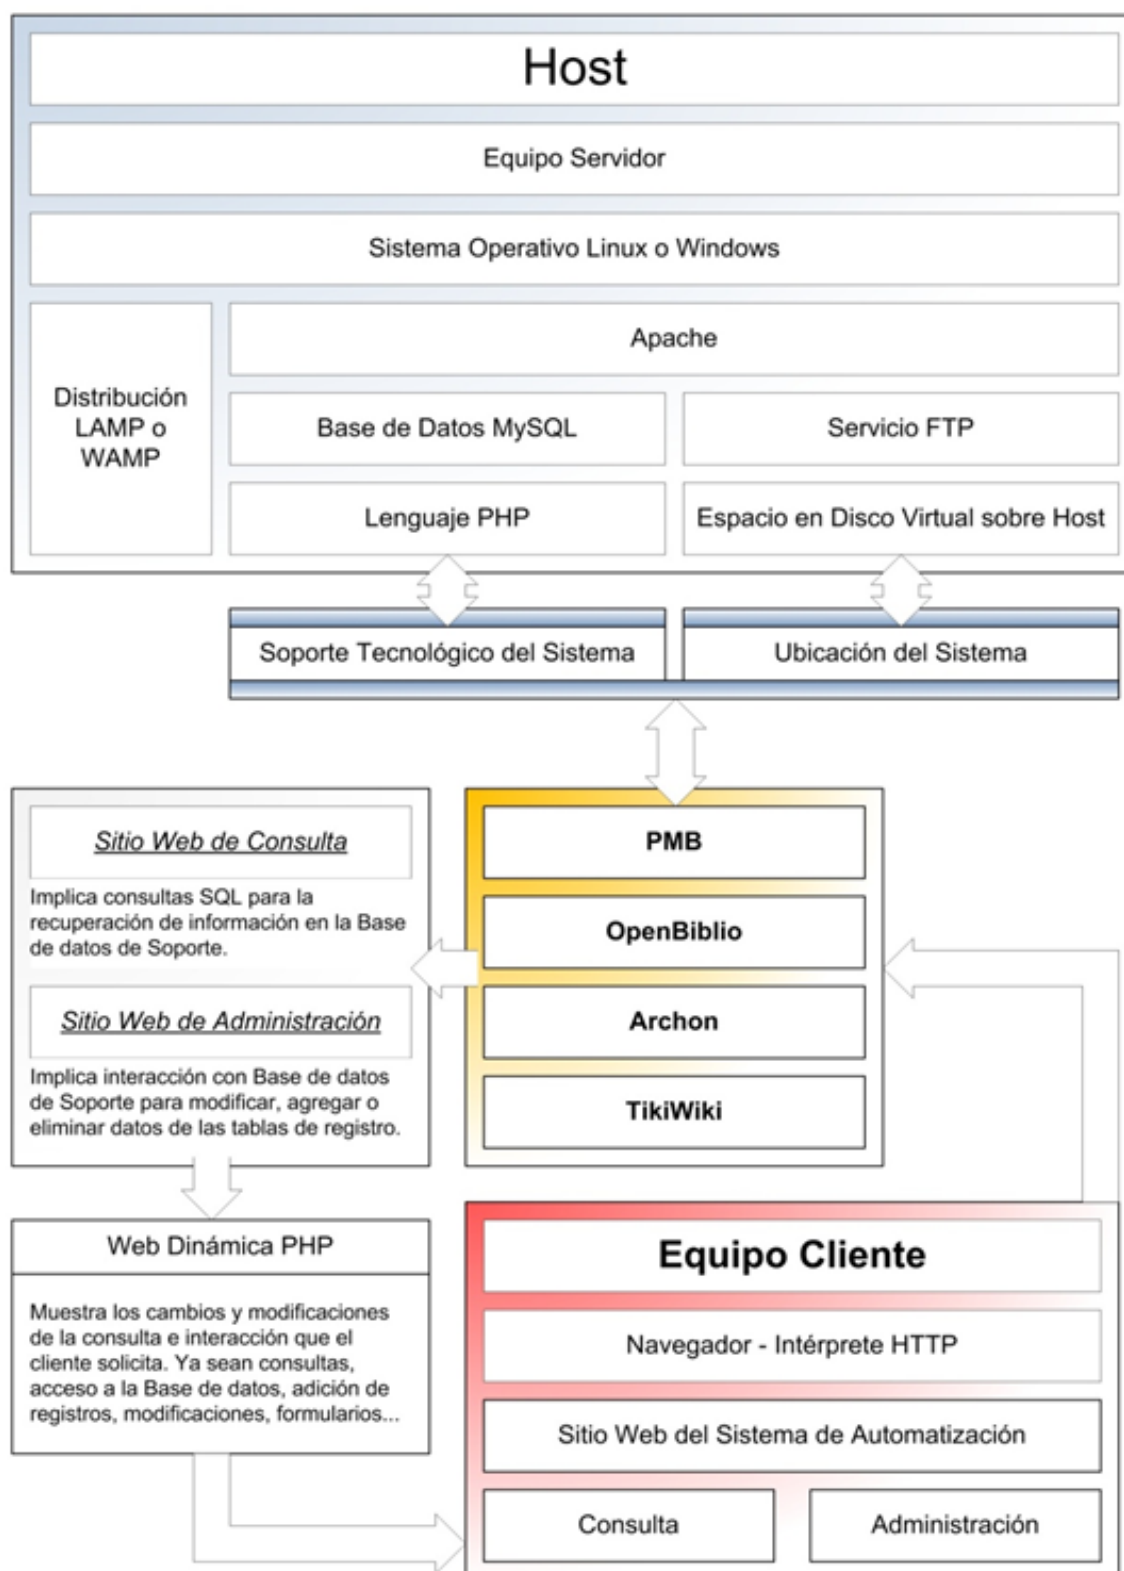 Host
Equipo Servidor
Sistema Operativo Linux o Windows
Distribución
LAMP o
WAMP
Apache
Base de Datos MySQL
Servicio FTP
Lenguaje PHP
Espacio en Disco Virtual sobre Host
Soporte Tecnológico del Sistema
Ubicación del Sistema
Sitio Web de Consulta
Implica consultas SQL para la
recuperación de información en la Base
de datos de Soporte.
Sitio Web de Administración
Implica interacción con Base de datos
de Soporte para modificar, agregar o
eliminar datos de las tablas de registro.
PMB
OpenBiblio
Archon
TikiWiki
Web Dinámica PHP
Muestra los cambios y modificaciones
de la consulta e interacción que el
cliente solicita. Ya sean consultas,
acceso a la Base de datos, adición de
registros, modificaciones, formularios...
Equipo Cliente
Navegador - Intérprete HTTP
Sitio Web del Sistema de Automatización
Consulta
Administración